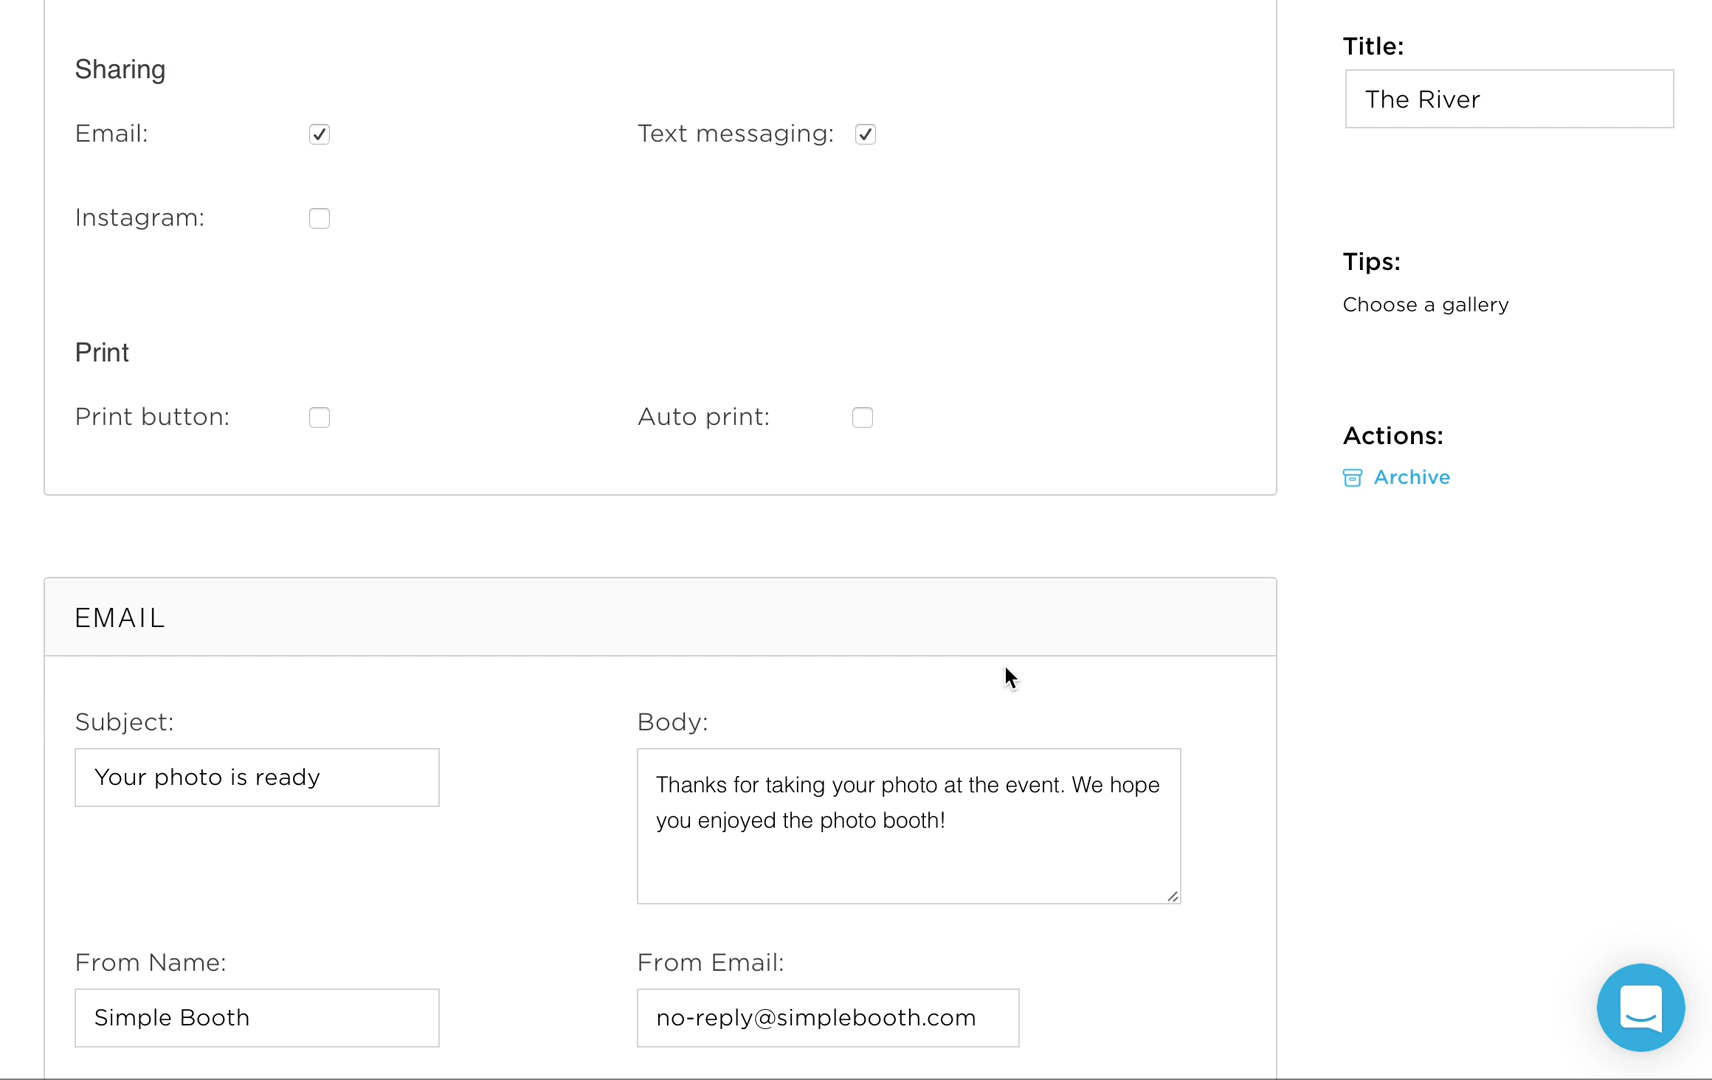 Sharing
Email:
Text messaging:
Instagram:
Print
Print button:
Auto print:
EMAIL
Subject:
Your photo is ready
Body:
Thanks for taking your photo at the event. We hope
you enjoyed the photo booth!
From Name:
Simple Booth
From Email:
no-reply@simplebooth.com
Title:
The River
Tips:
Choose a gallery
Actions:
Archive